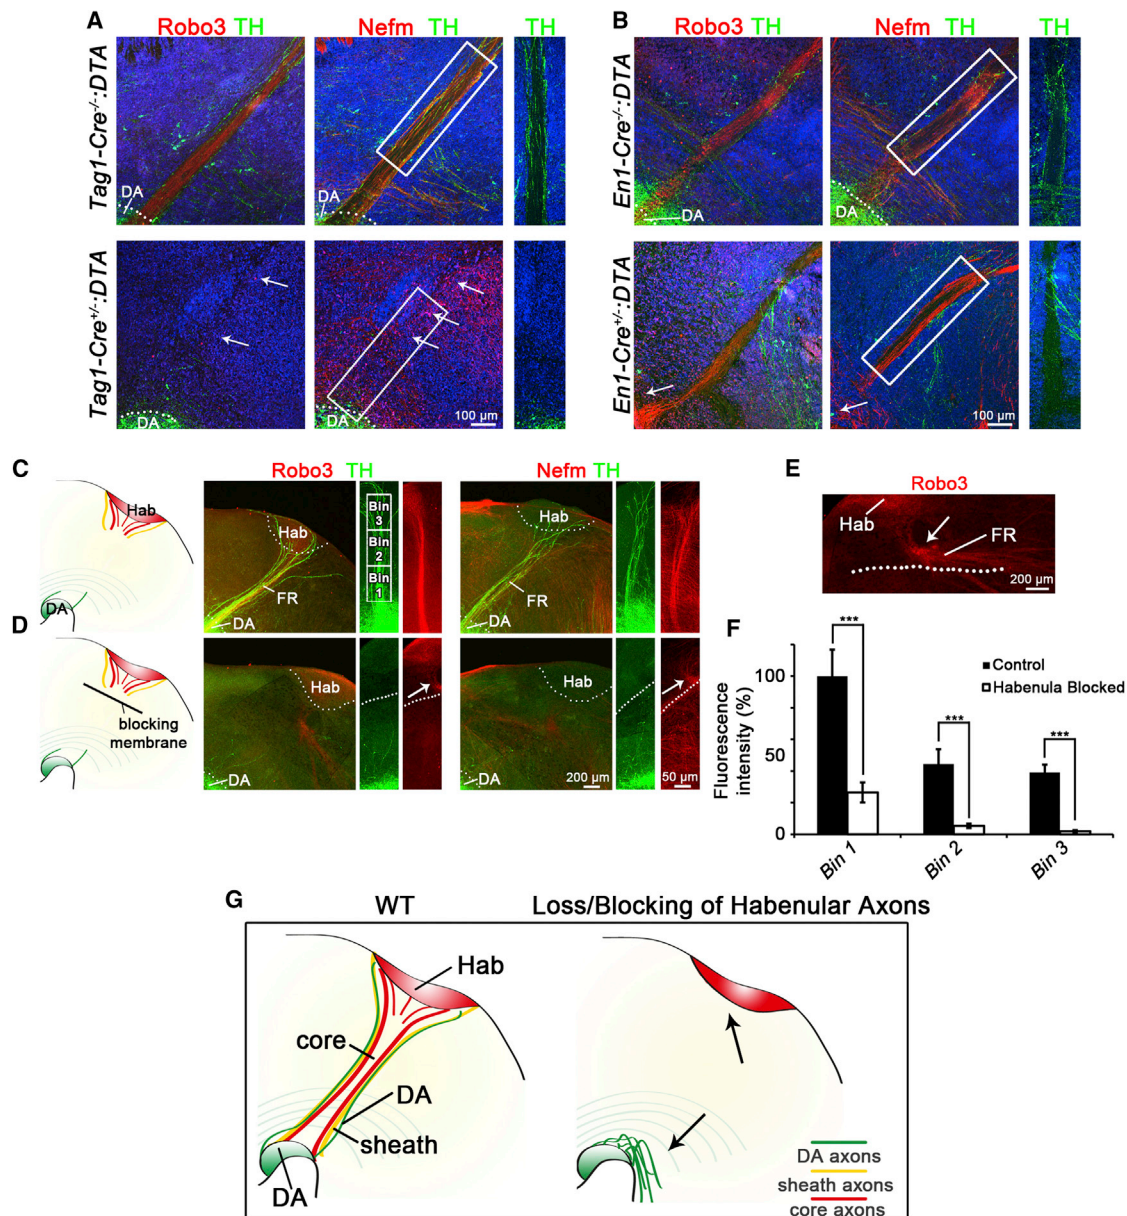 A
Robo3 TH
Nefm TH
TH
Tag1-Cre-/-:DTA
DA
DA
Tag1-Cre+/-:DTA
DA
DA
100 µm
B
Robo3 TH
Nefm TH
TH
En1-Cre-/-:DTA
DA
DA
En1-Cre+/-:DTA
100 µm
C
Hab
DA
Robo3 TH
Hab
FR
DA
Bin 3
Bin 2
Bin 1
Nefm TH
Hab
FR
DA
D
blocking
membrane
Hab
DA
Hab
DA
200 µm
50 µm
E
Robo3
Hab
FR
200 µm
F
Fluorescence
intensity (%)
100
50
0
***
***
***
Control
Habenula Blocked
Bin 1
Bin 2
Bin 3
G
WT
Loss/Blocking of Habenular Axons
Hab
core
DA
sheath
DA
DA axons
sheath axons
core axons